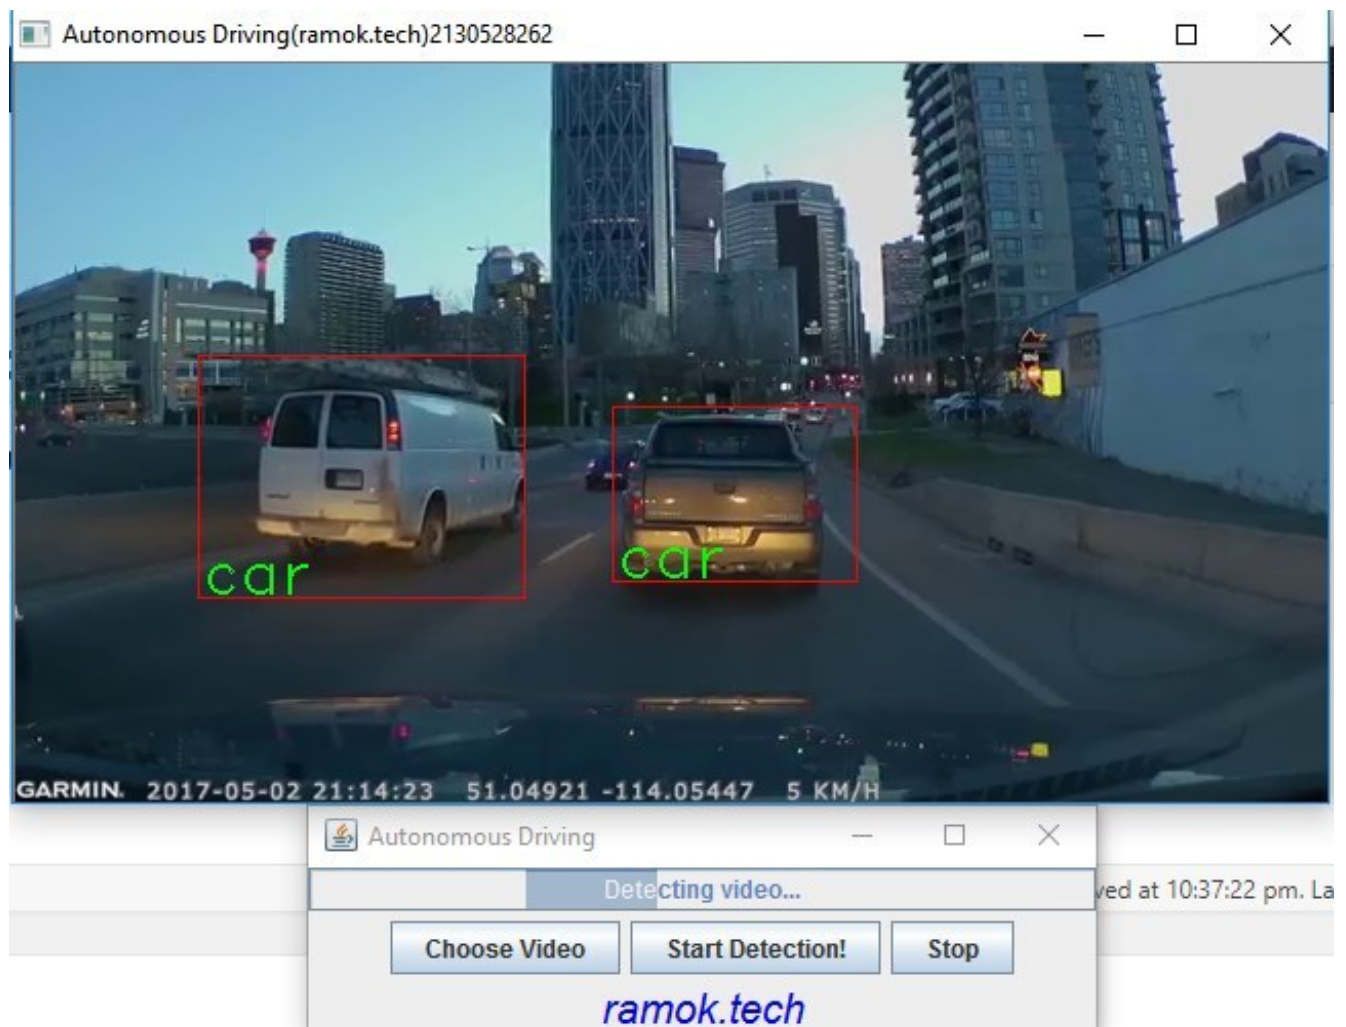 Autonomous Driving(ramok.tech)2130528262
car
car
GARMIN. 2017-05-02 21:14:23 51.04921 -114.05447 5 KM/H
Autonomous Driving
Detecting video...
ved at 10:37:22 pm. La
Choose Video Start Detection! Stop
ramok.tech